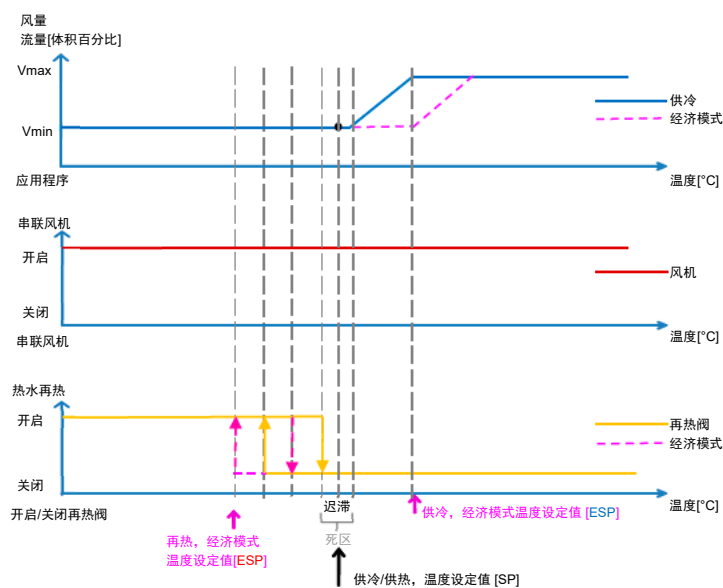 风量
流量[体积百分比]
Vmax
供冷
经济模式
Vmin
应用程序
温度[°C]
串联风机
开启
风机
关闭
串联风机
温度[°C]
热水再热
开启
再热阀
经济模式
关闭
开启/关闭再热阀
温度[°C]
迟滞
供冷，经济模式温度设定值 [ESP]
死区
再热，经济模式
温度设定值[ESP]
供冷/供热，温度设定值 [SP]